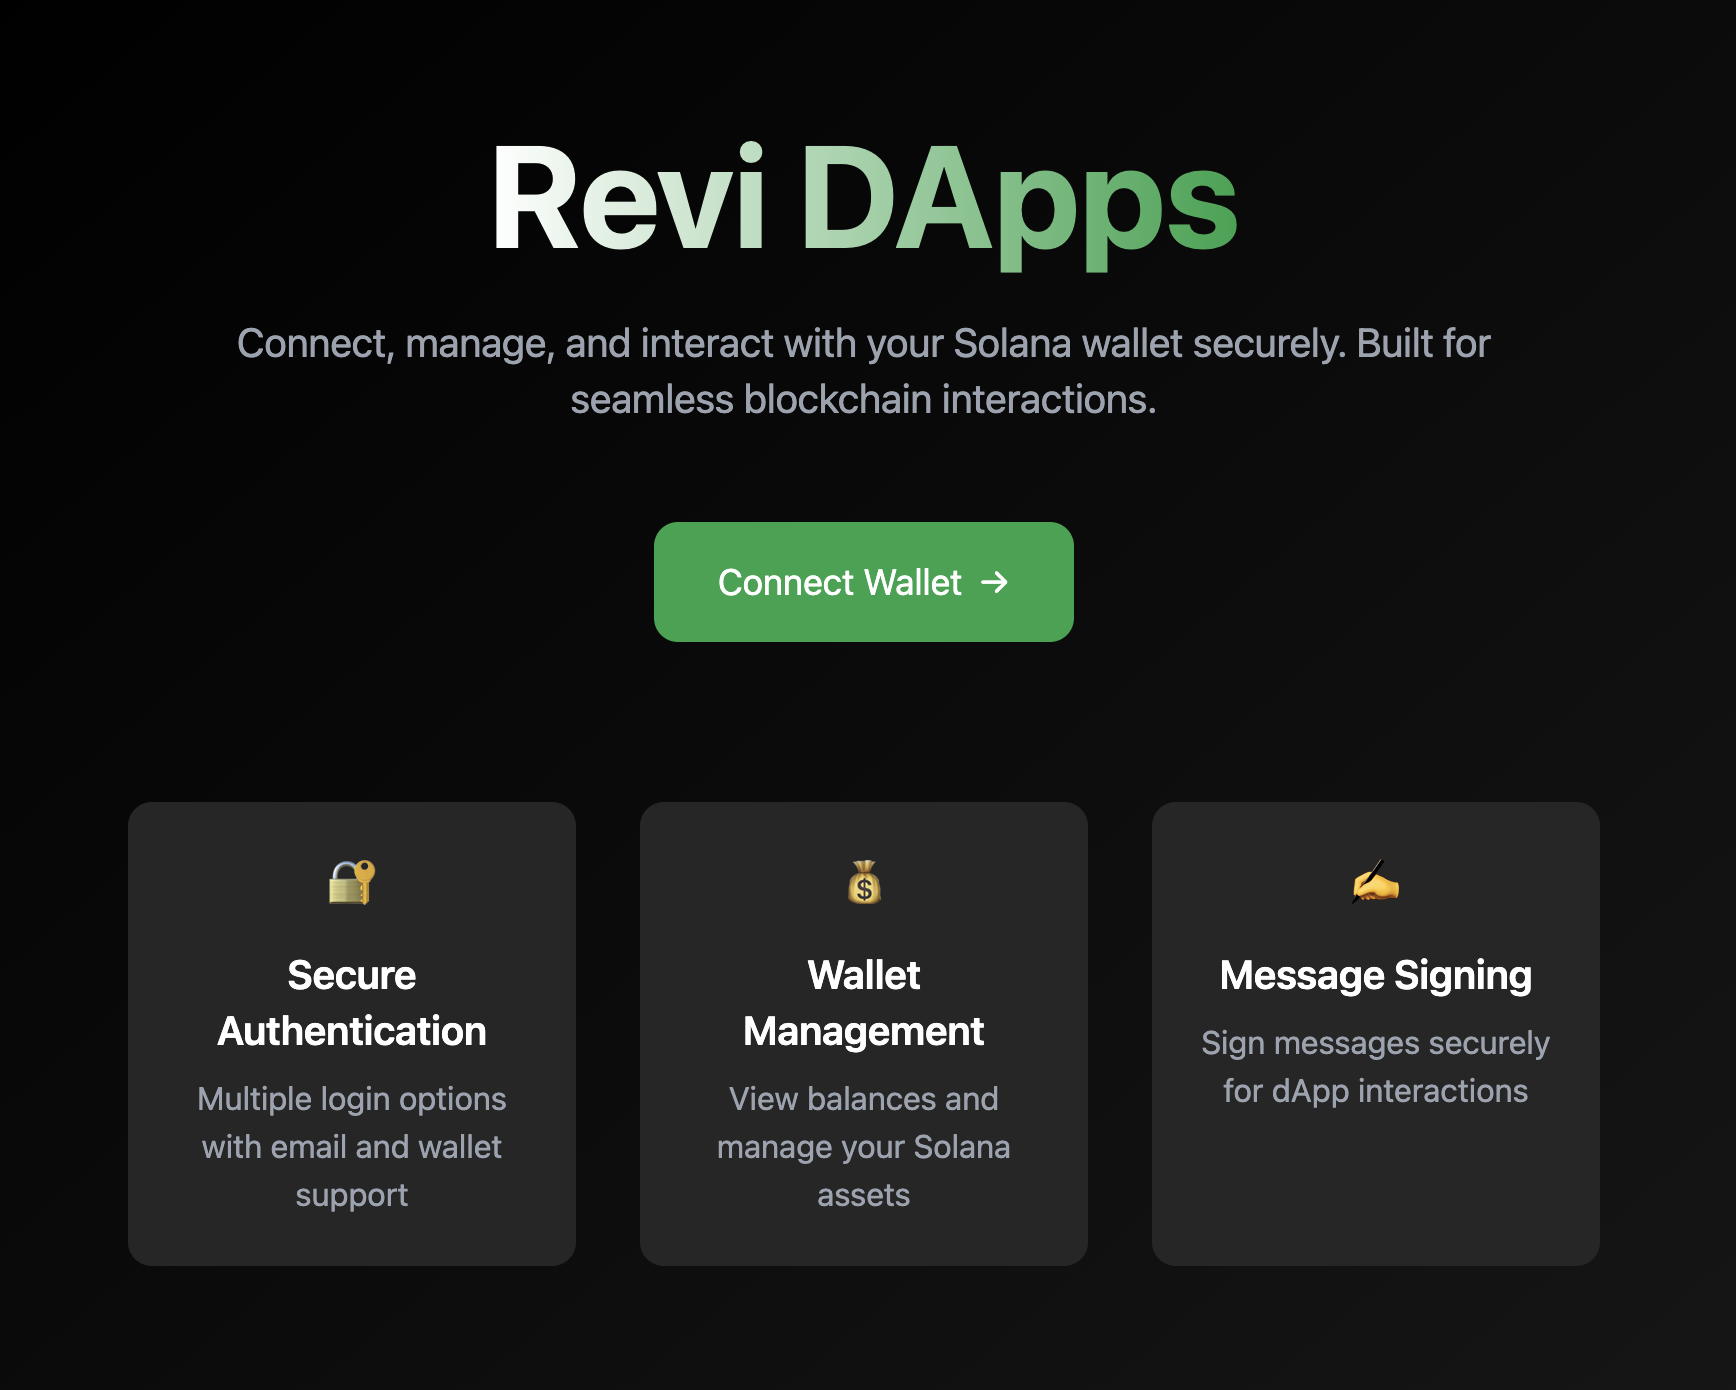 Revi DApps
Connect, manage, and interact with your Solana wallet securely. Built for
seamless blockchain interactions.
Connect Wallet →
Secure
Authentication
Multiple login options
with email and wallet
support
Wallet
Management
View balances and
manage your Solana
assets
Message Signing
Sign messages securely
for dApp interactions